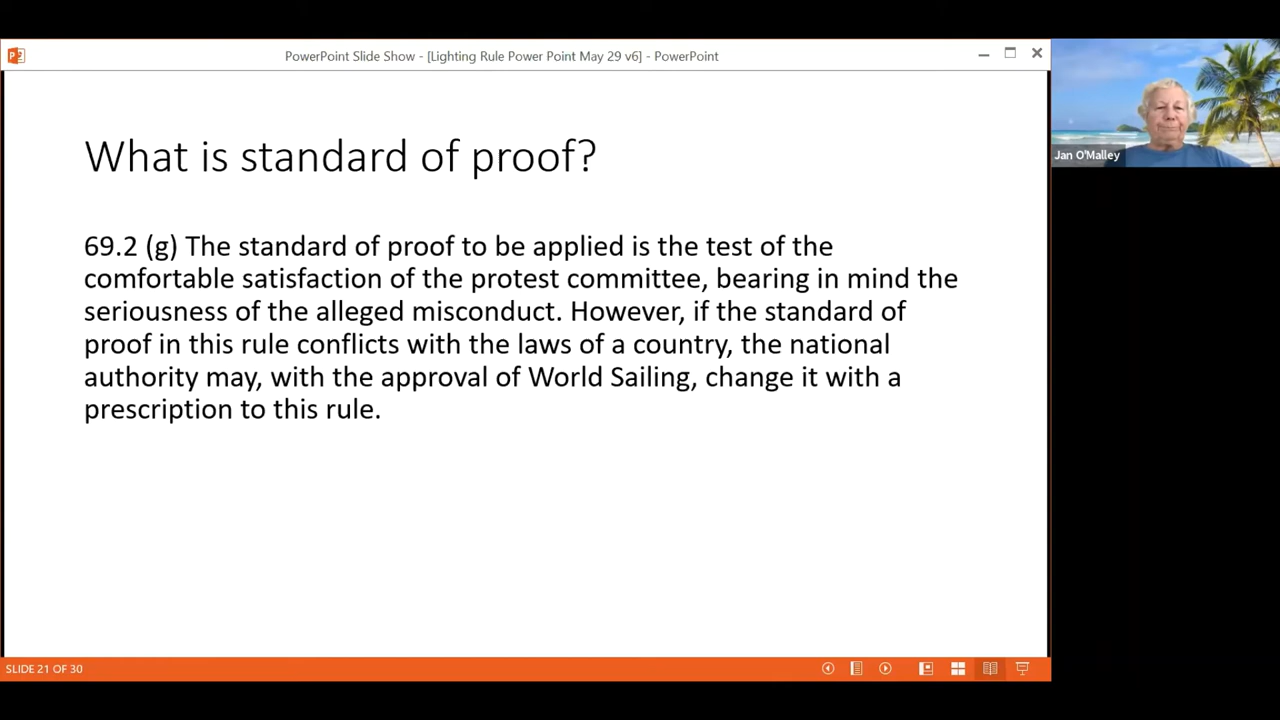 PowerPoint Slide Show - [Lighting Rule Power Point May 29 v6] - PowerPoint
What is standard of proof?
69.2 (g) The standard of proof to be applied is the test of the
comfortable satisfaction of the protest committee, bearing in mind the
seriousness of the alleged misconduct. However, if the standard of
proof in this rule conflicts with the laws of a country, the national
authority may, with the approval of World Sailing, change it with a
prescription to this rule.
Jan O'Malley
SLIDE 21 OF 30